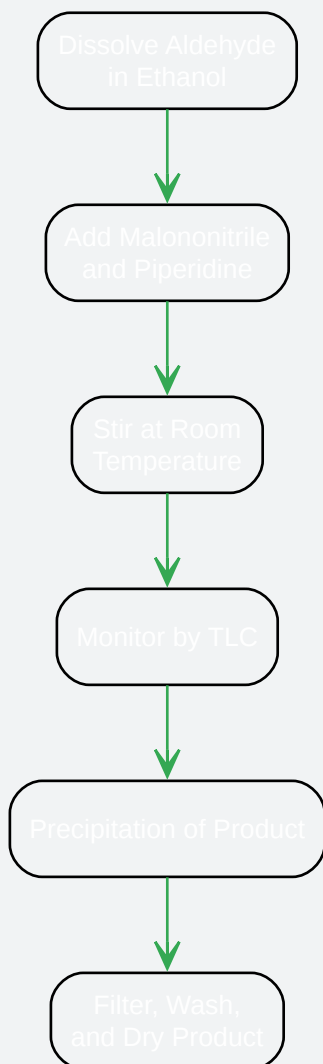 Dissolve Aldehyde
in Ethanol
Add Malononitrile
and Piperidine
Stir at Room
Temperature
Monitor by TLC
Precipitation of Product
Filter, Wash,
and Dry Product